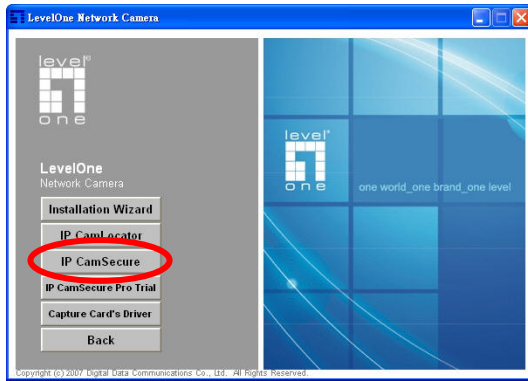 LevelOne Network Camera
level
one
LevelOne
Network Camera
Installation Wizard
IP CamLocator
IP CamSecure
IP CamSecure Pro Trial
Capture Card's Driver
Back
level
one
one world_one brand_one level
Copyright (c) 2007 Digital Data Communications Co., Ltd. All Rights Reserved.